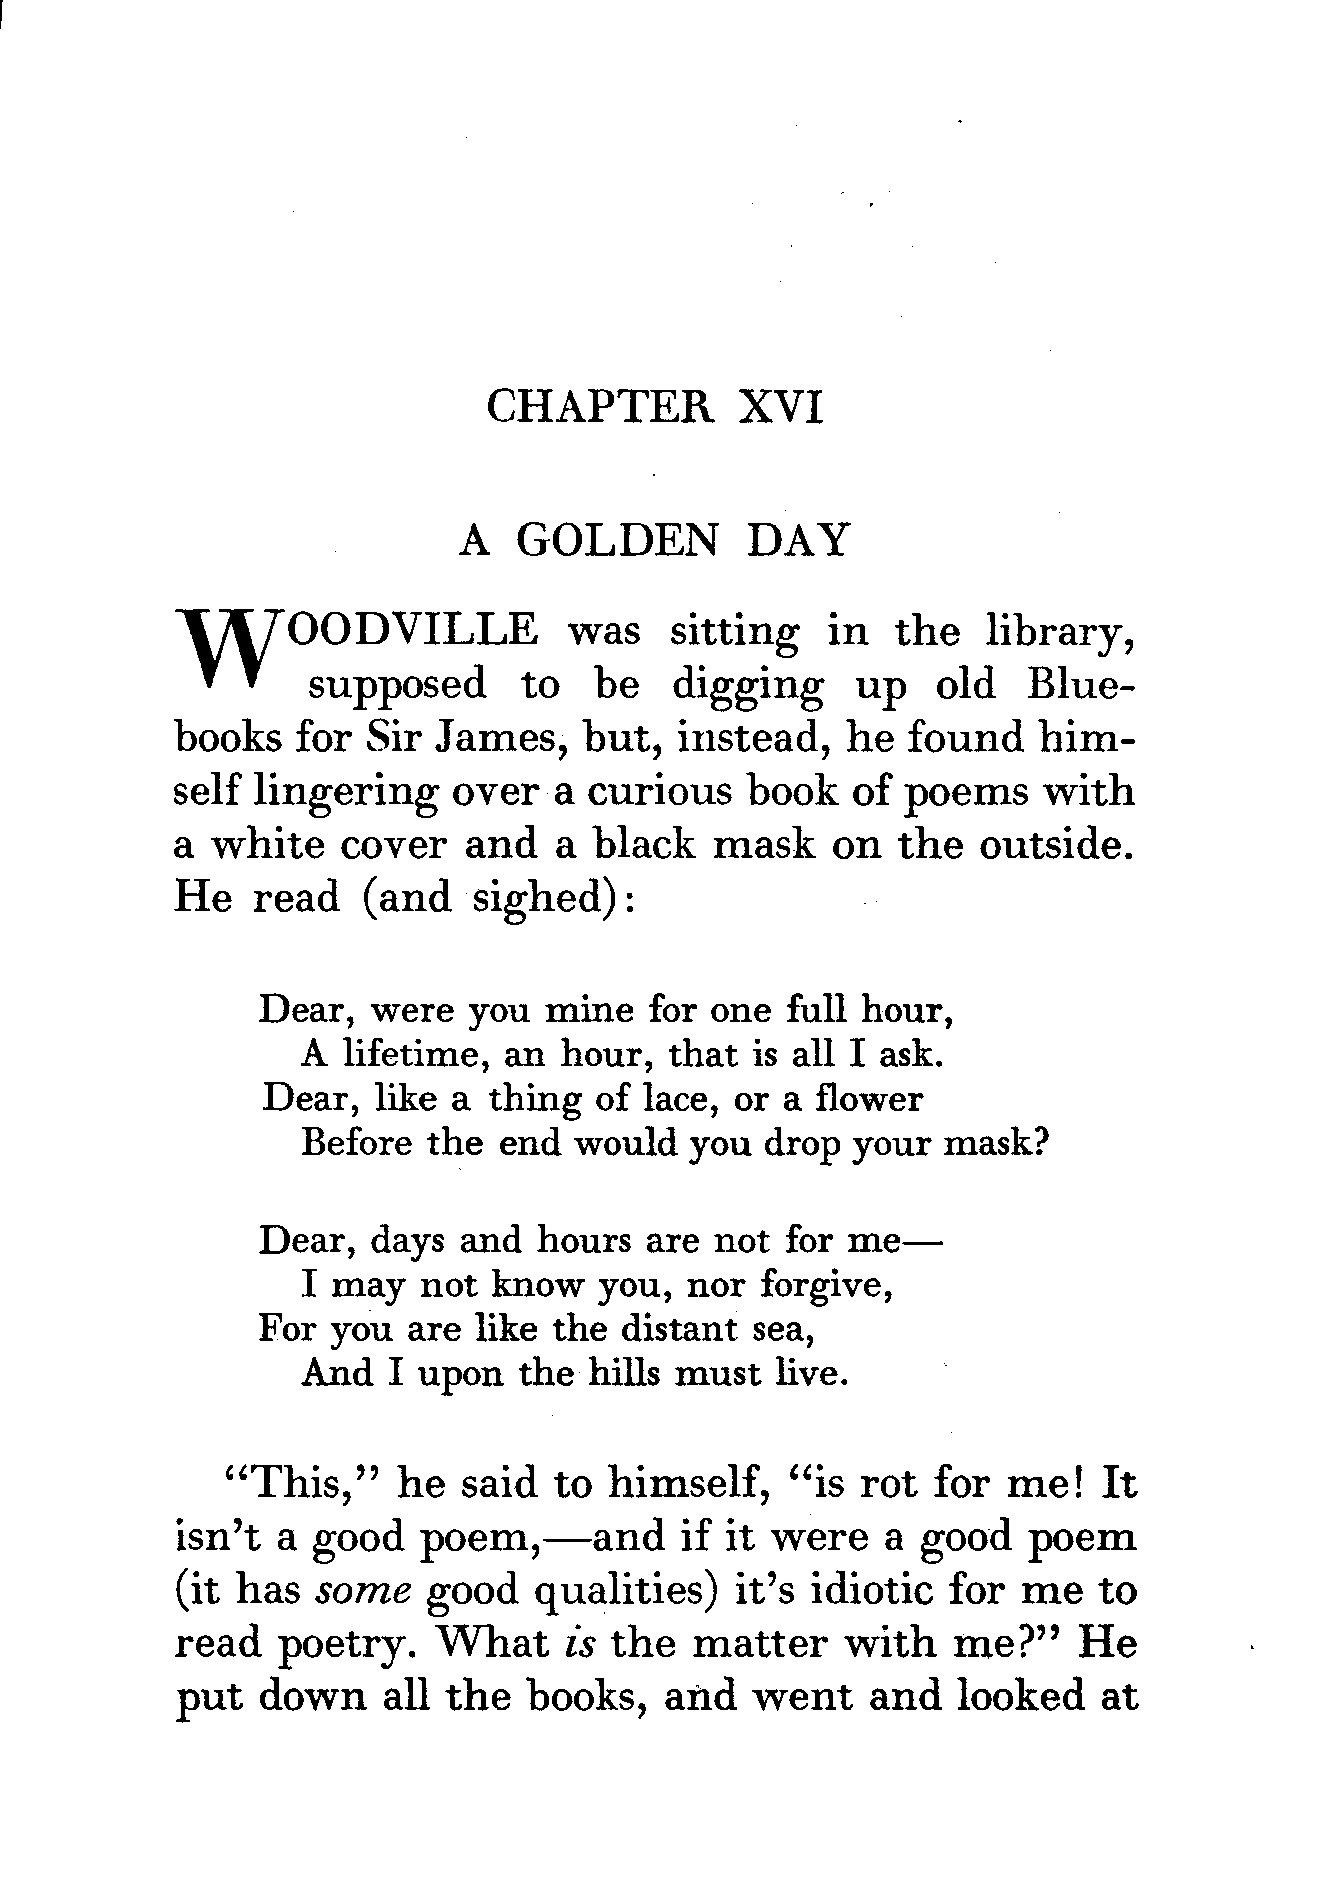 CHAPTER XVI
A GOLDEN DAY
WOODVILLE was sitting in the library,
supposed to be digging up old Blue-
books for Sir James, but, instead, he found him-
self lingering over a curious book of poems with
a white cover and a black mask on the outside.
He read (and sighed):
Dear, were you mine for one full hour,
A lifetime, an hour, that is all I ask.
Dear, like a thing of lace, or a flower
Before the end would you drop your mask?
Dear, days and hours are not for me—
I may not know you, nor forgive,
For you are like the distant sea,
And I upon the hills must live.
“This,” he said to himself, “is rot for me! It
isn’t a good poem,—and if it were a good poem
(it has some good qualities) it’s idiotic for me to
read poetry. What is the matter with me?” He
put down all the books, and went and looked at